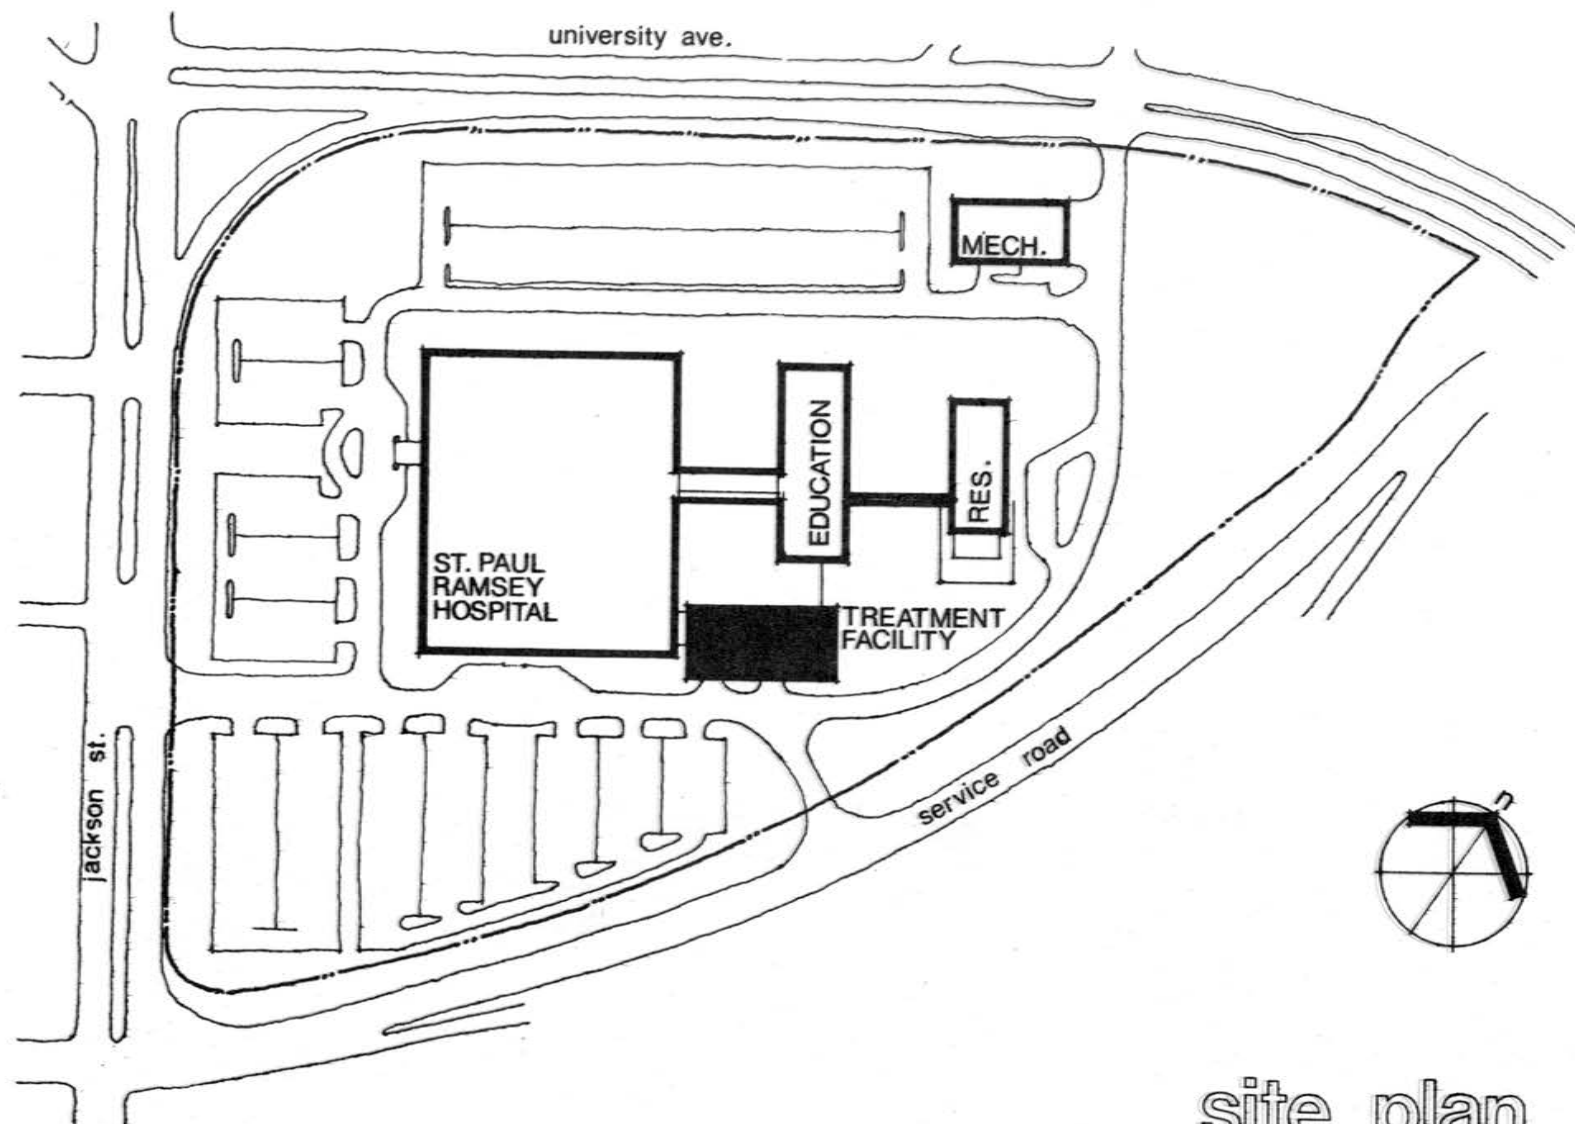 university ave.
MECH.
EDUCATION
RES.
ST. PAUL
RAMSEY
HOSPITAL
TREATMENT
FACILITY
jackson st.
service road
n
site plan